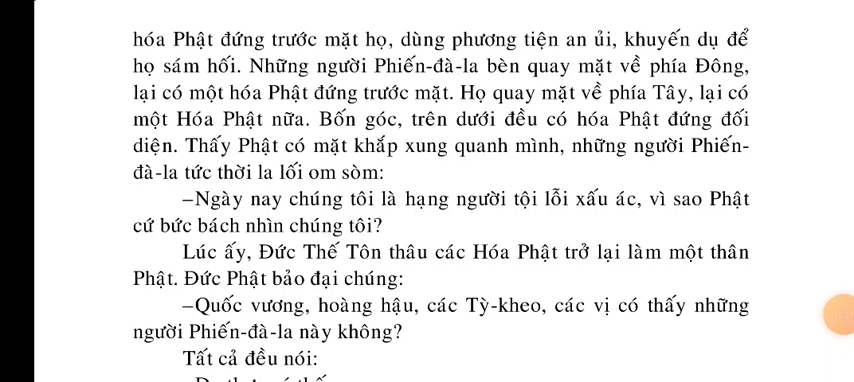 hóa Phật đứng trước mặt họ, dùng phương tiện an ủi, khuyến dụ để
họ sám hối. Những người Phiến-đà-la bèn quay mặt về phía Đông,
lại có một hóa Phật đứng trước mặt. Họ quay mặt về phía Tây, lại có
một Hóa Phật nữa. Bốn góc, trên dưới đều có hóa Phật đứng đối
diện. Thấy Phật có mặt khắp xung quanh mình, những người Phiến-
đà-la tức thời la lối om sòm:
–Ngày nay chúng tôi là hạng người tội lỗi xấu ác, vì sao Phật
cứ bức bách nhìn chúng tôi?
Lúc ấy, Đức Thế Tôn thâu các Hóa Phật trở lại làm một thân
Phật. Đức Phật bảo đại chúng:
–Quốc vương, hoàng hậu, các Tỳ-kheo, các vị có thấy những
người Phiến-đà-la này không?
Tất cả đều nói: